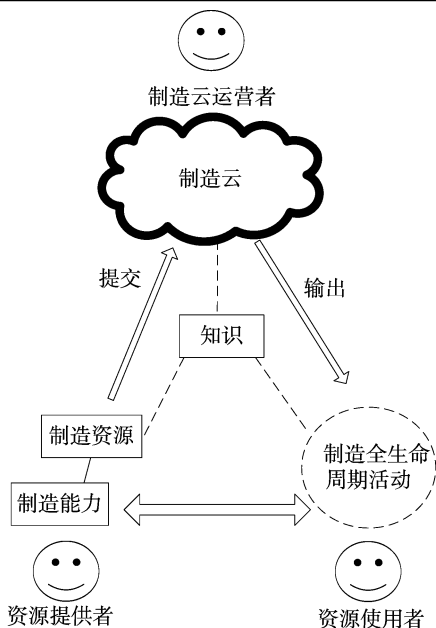 制造云运营者
制造云
提交
输出
知识
制造资源
制造全生命
周期活动
制造能力
资源提供者
资源使用者